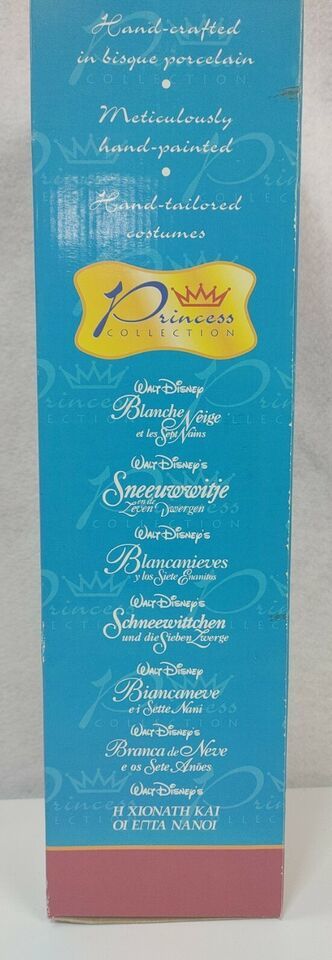 Hand-crafted
in bisque porcelain
•
Meticulously
hand-painted
•
Hand-tailored
costumes
Princess
COLLECTION
WALT DISNEY
Blanche Neige
et les Sept Nains
WALT DISNEY'S
Sneeuwwitje
en de
Zeven Dwergen
WALT DISNEY'S
Blancanieves
y los Siete Enanitos
WALT DISNEY'S
Schneewittchen
und die Sieben Zwerge
WALT DISNEY
Biancaneve
e i Sette Nani
WALT DISNEY'S
Branca de Neve
e os Sete Anões
WALT DISNEY'S
Η ΧΙΟΝΑΤΗ ΚΑΙ
ΟΙ ΕΠΤΑ ΝΑΝΟΙ